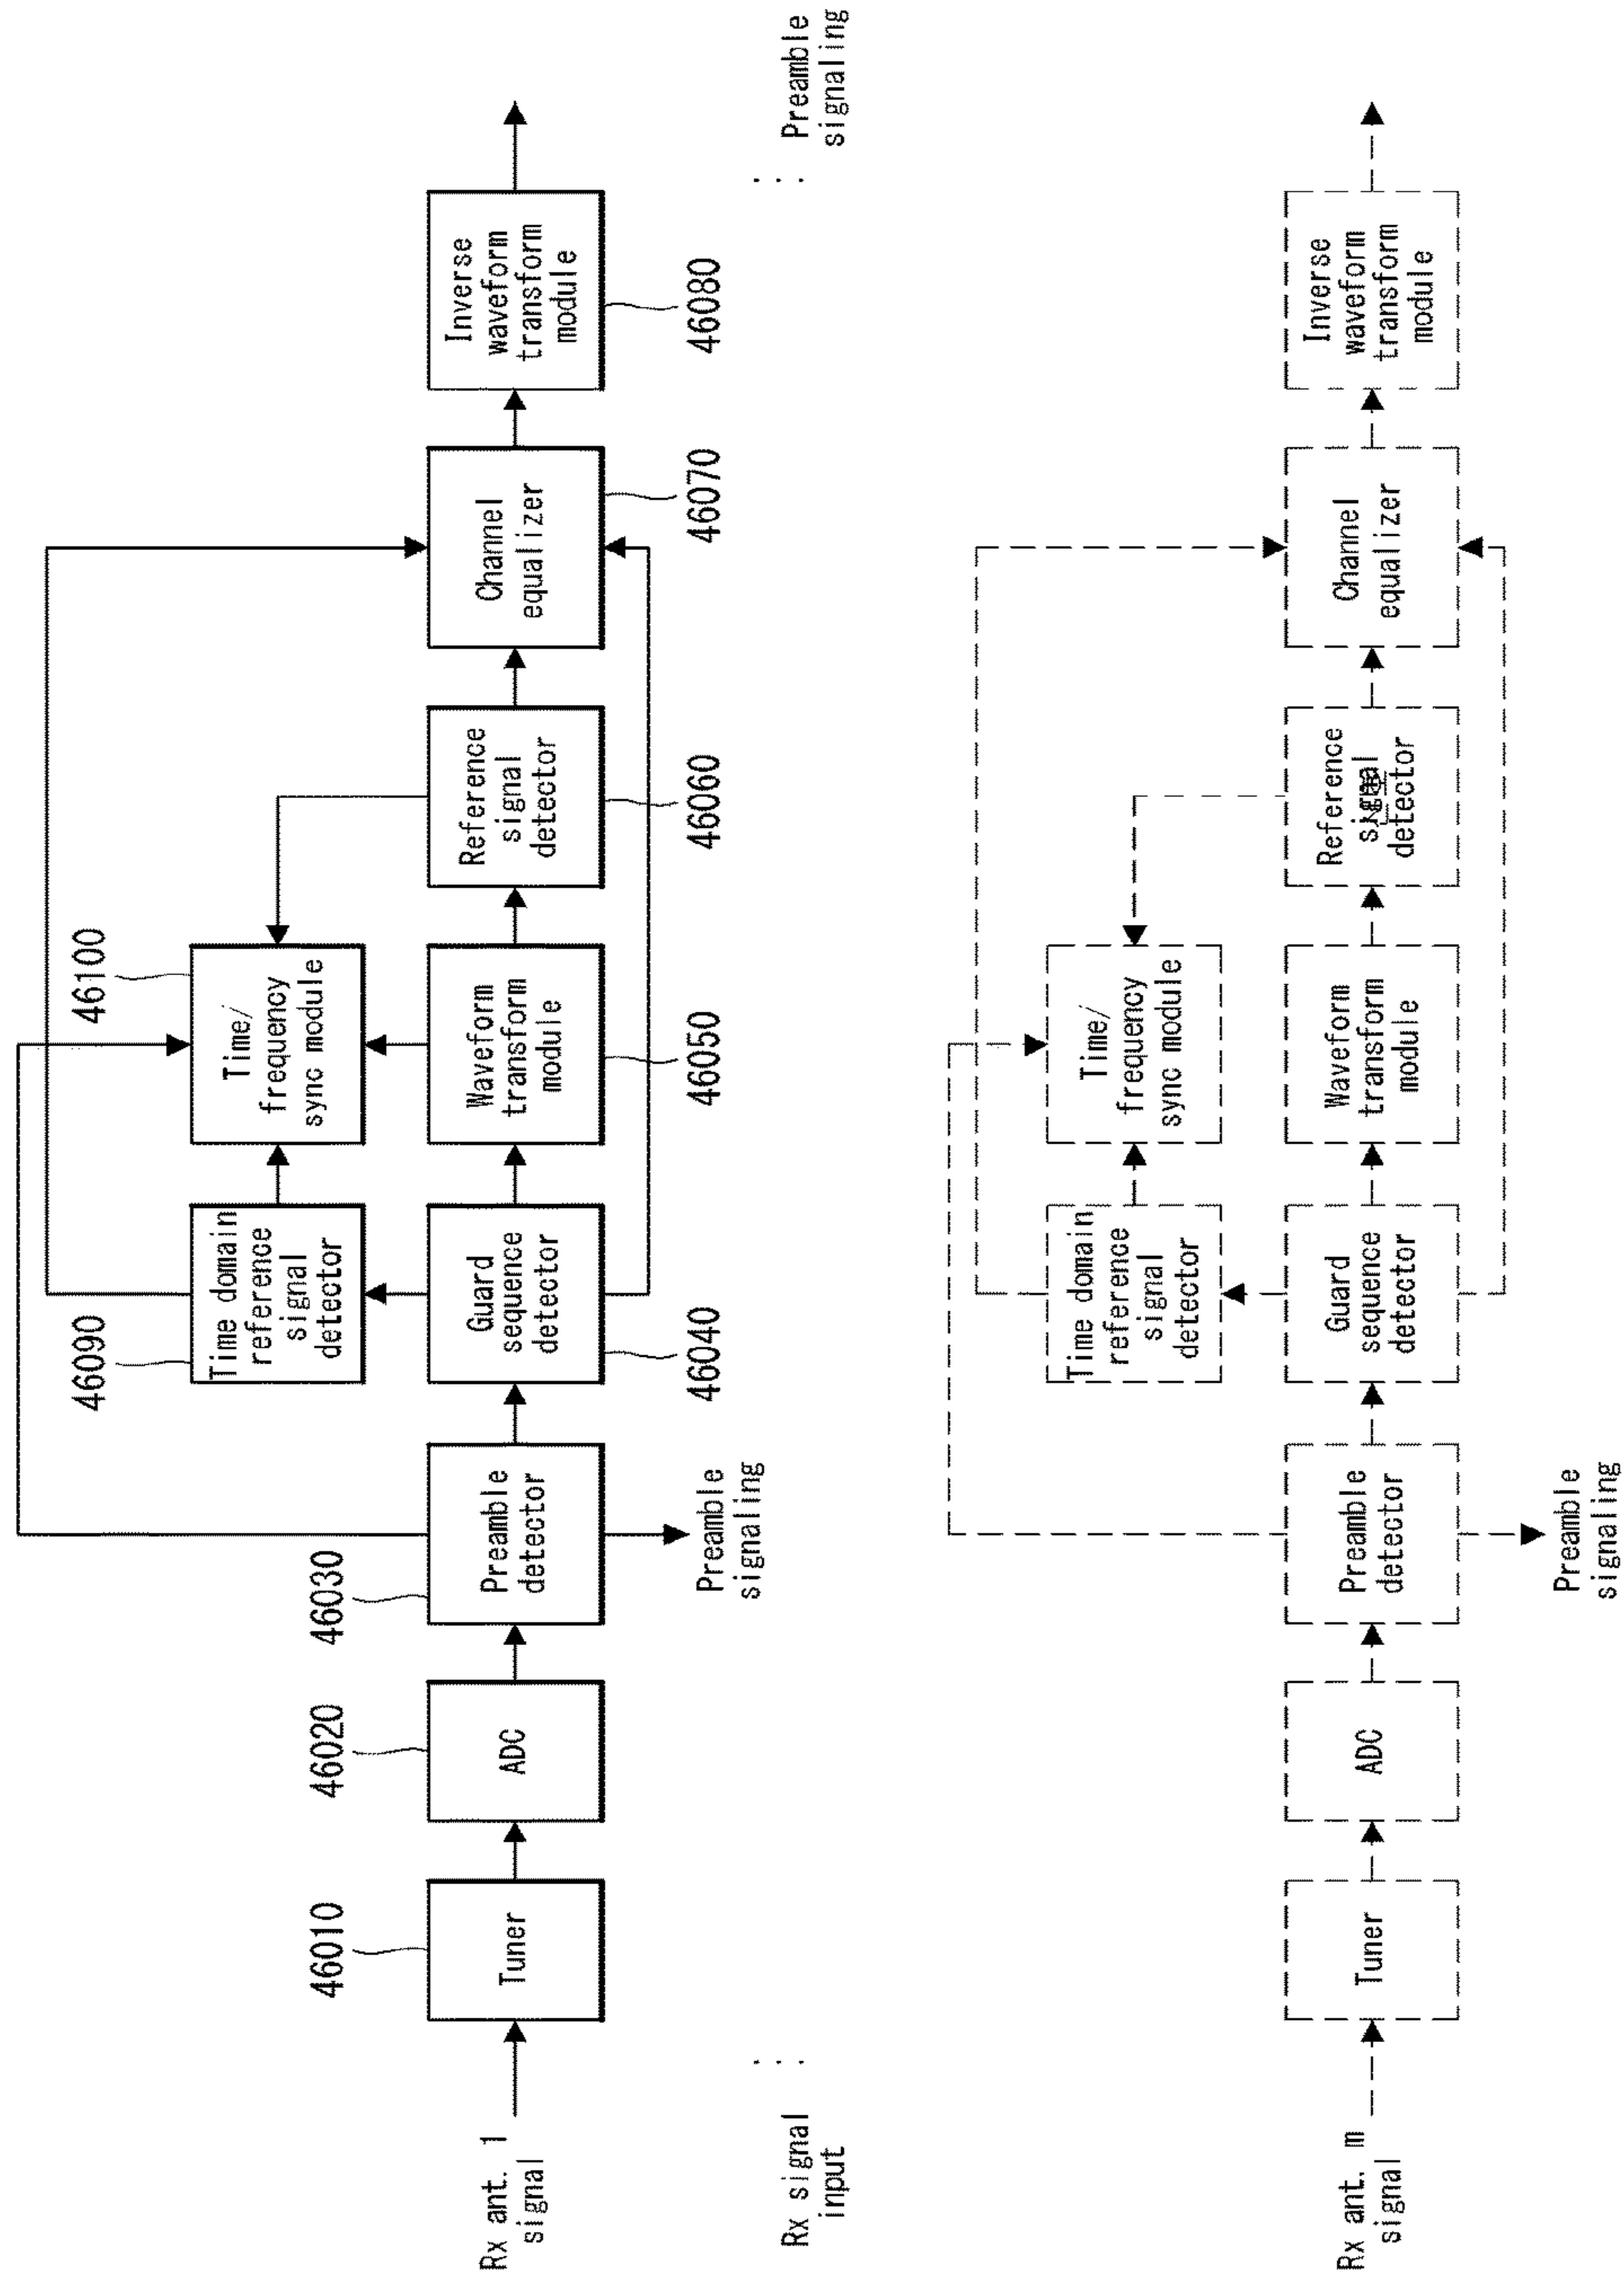 46010
46020
46030
46090
46100
Rx ant. 1
signal
Tuner
ADC
Preamble
detector
Time domain
reference
signal
detector
Time/
frequency
sync module
Guard
sequence
detector
Waveform
transform
module
Reference
signal
detector
Channel
equalizer
Inverse
waveform
transform
module
46040
46050
46060
46070
46080
Preamble
signaling
Rx signal
input
Preamble
signaling
Rx ant. m
signal
Tuner
ADC
Preamble
detector
Time domain
reference
signal
detector
Time/
frequency
sync module
Guard
sequence
detector
Waveform
transform
module
Reference
signal
detector
Channel
equalizer
Inverse
waveform
transform
module
Preamble
signaling